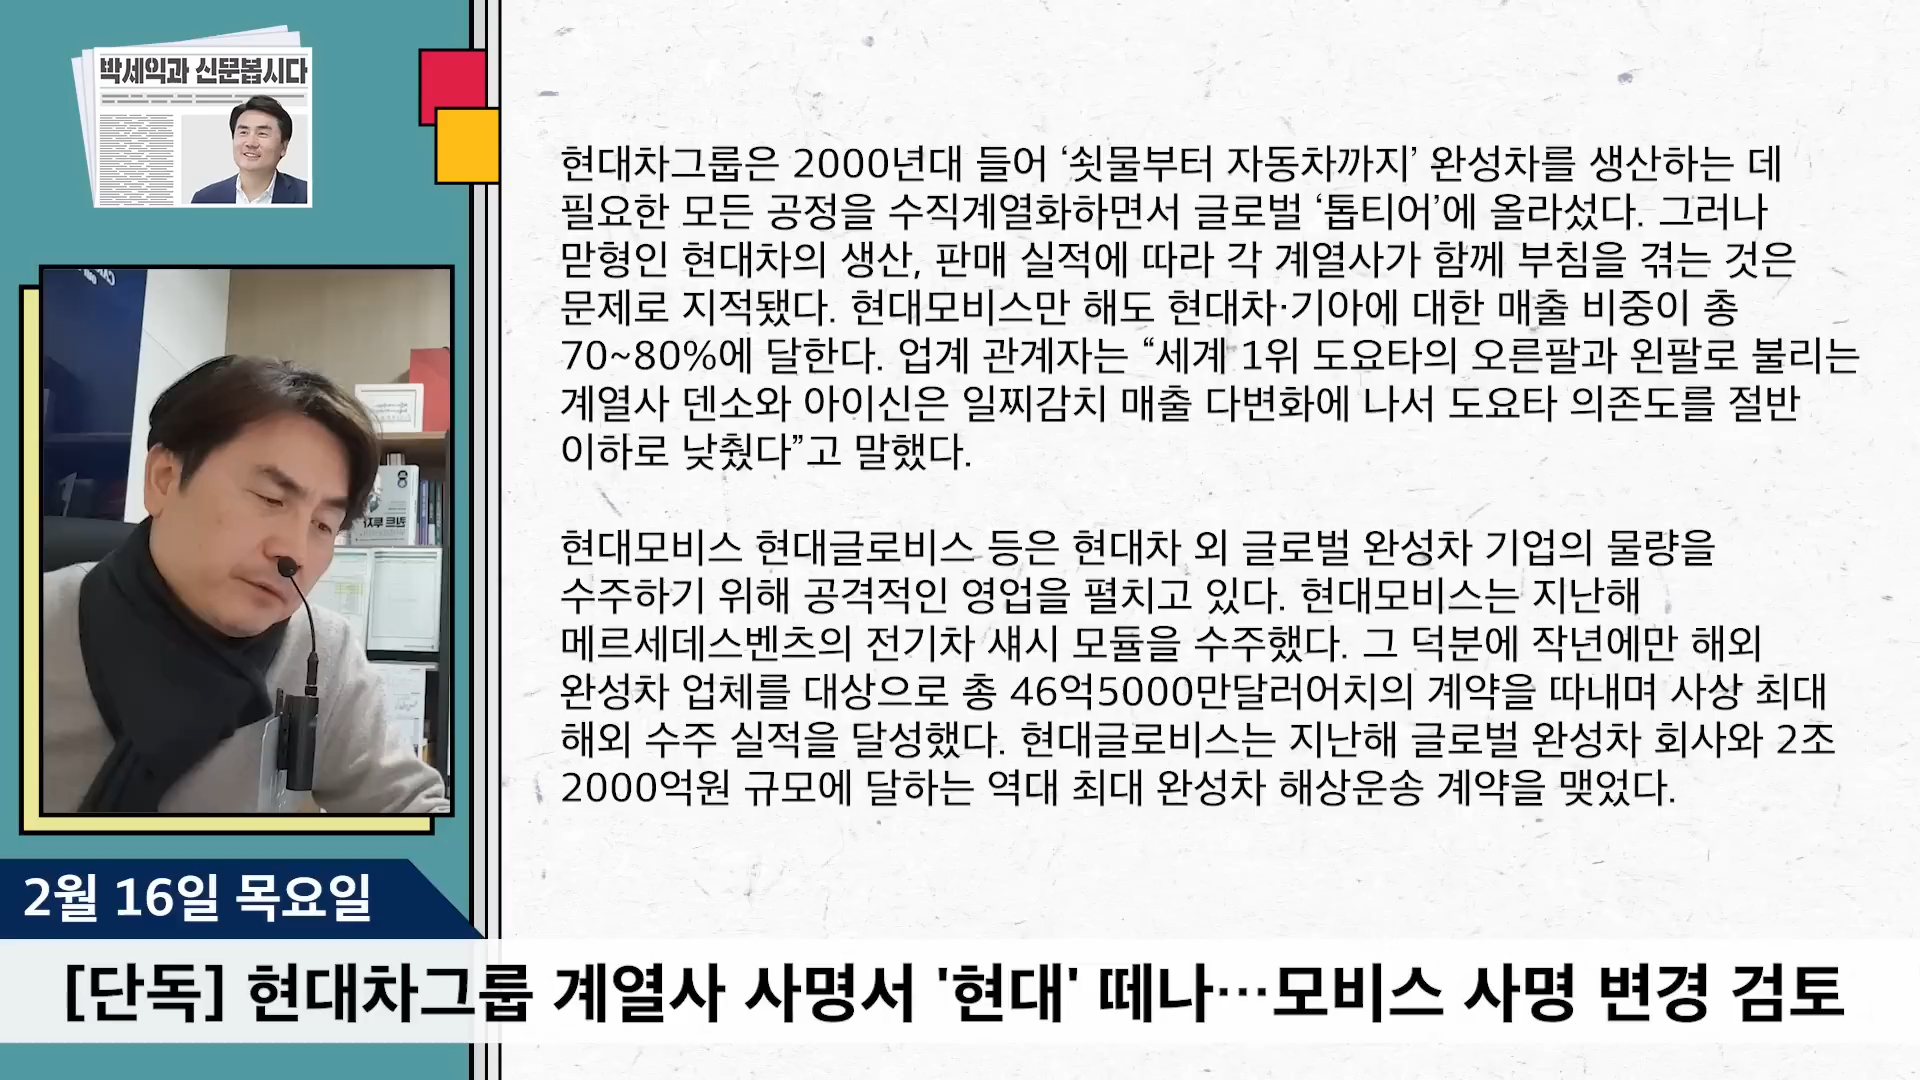 박세익과 신문봅시다
현대차그룹은 2000년대 들어 ‘쇳물부터 자동차까지’ 완성차를 생산하는 데
필요한 모든 공정을 수직계열화하면서 글로벌 ‘톱티어’에 올라섰다. 그러나
맏형인 현대차의 생산, 판매 실적에 따라 각 계열사가 함께 부침을 겪는 것은
문제로 지적됐다. 현대모비스만 해도 현대차·기아에 대한 매출 비중이 총
70~80%에 달한다. 업계 관계자는 “세계 1위 도요타의 오른팔과 왼팔로 불리는
계열사 덴소와 아이신은 일찌감치 매출 다변화에 나서 도요타 의존도를 절반
이하로 낮췄다”고 말했다.
현대모비스 현대글로비스 등은 현대차 외 글로벌 완성차 기업의 물량을
수주하기 위해 공격적인 영업을 펼치고 있다. 현대모비스는 지난해
메르세데스벤츠의 전기차 섀시 모듈을 수주했다. 그 덕분에 작년에만 해외
완성차 업체를 대상으로 총 46억5000만달러어치의 계약을 따내며 사상 최대
해외 수주 실적을 달성했다. 현대글로비스는 지난해 글로벌 완성차 회사와 2조
2000억원 규모에 달하는 역대 최대 완성차 해상운송 계약을 맺었다.
2월 16일 목요일
[단독] 현대차그룹 계열사 사명서 '현대' 떼나…모비스 사명 변경 검토